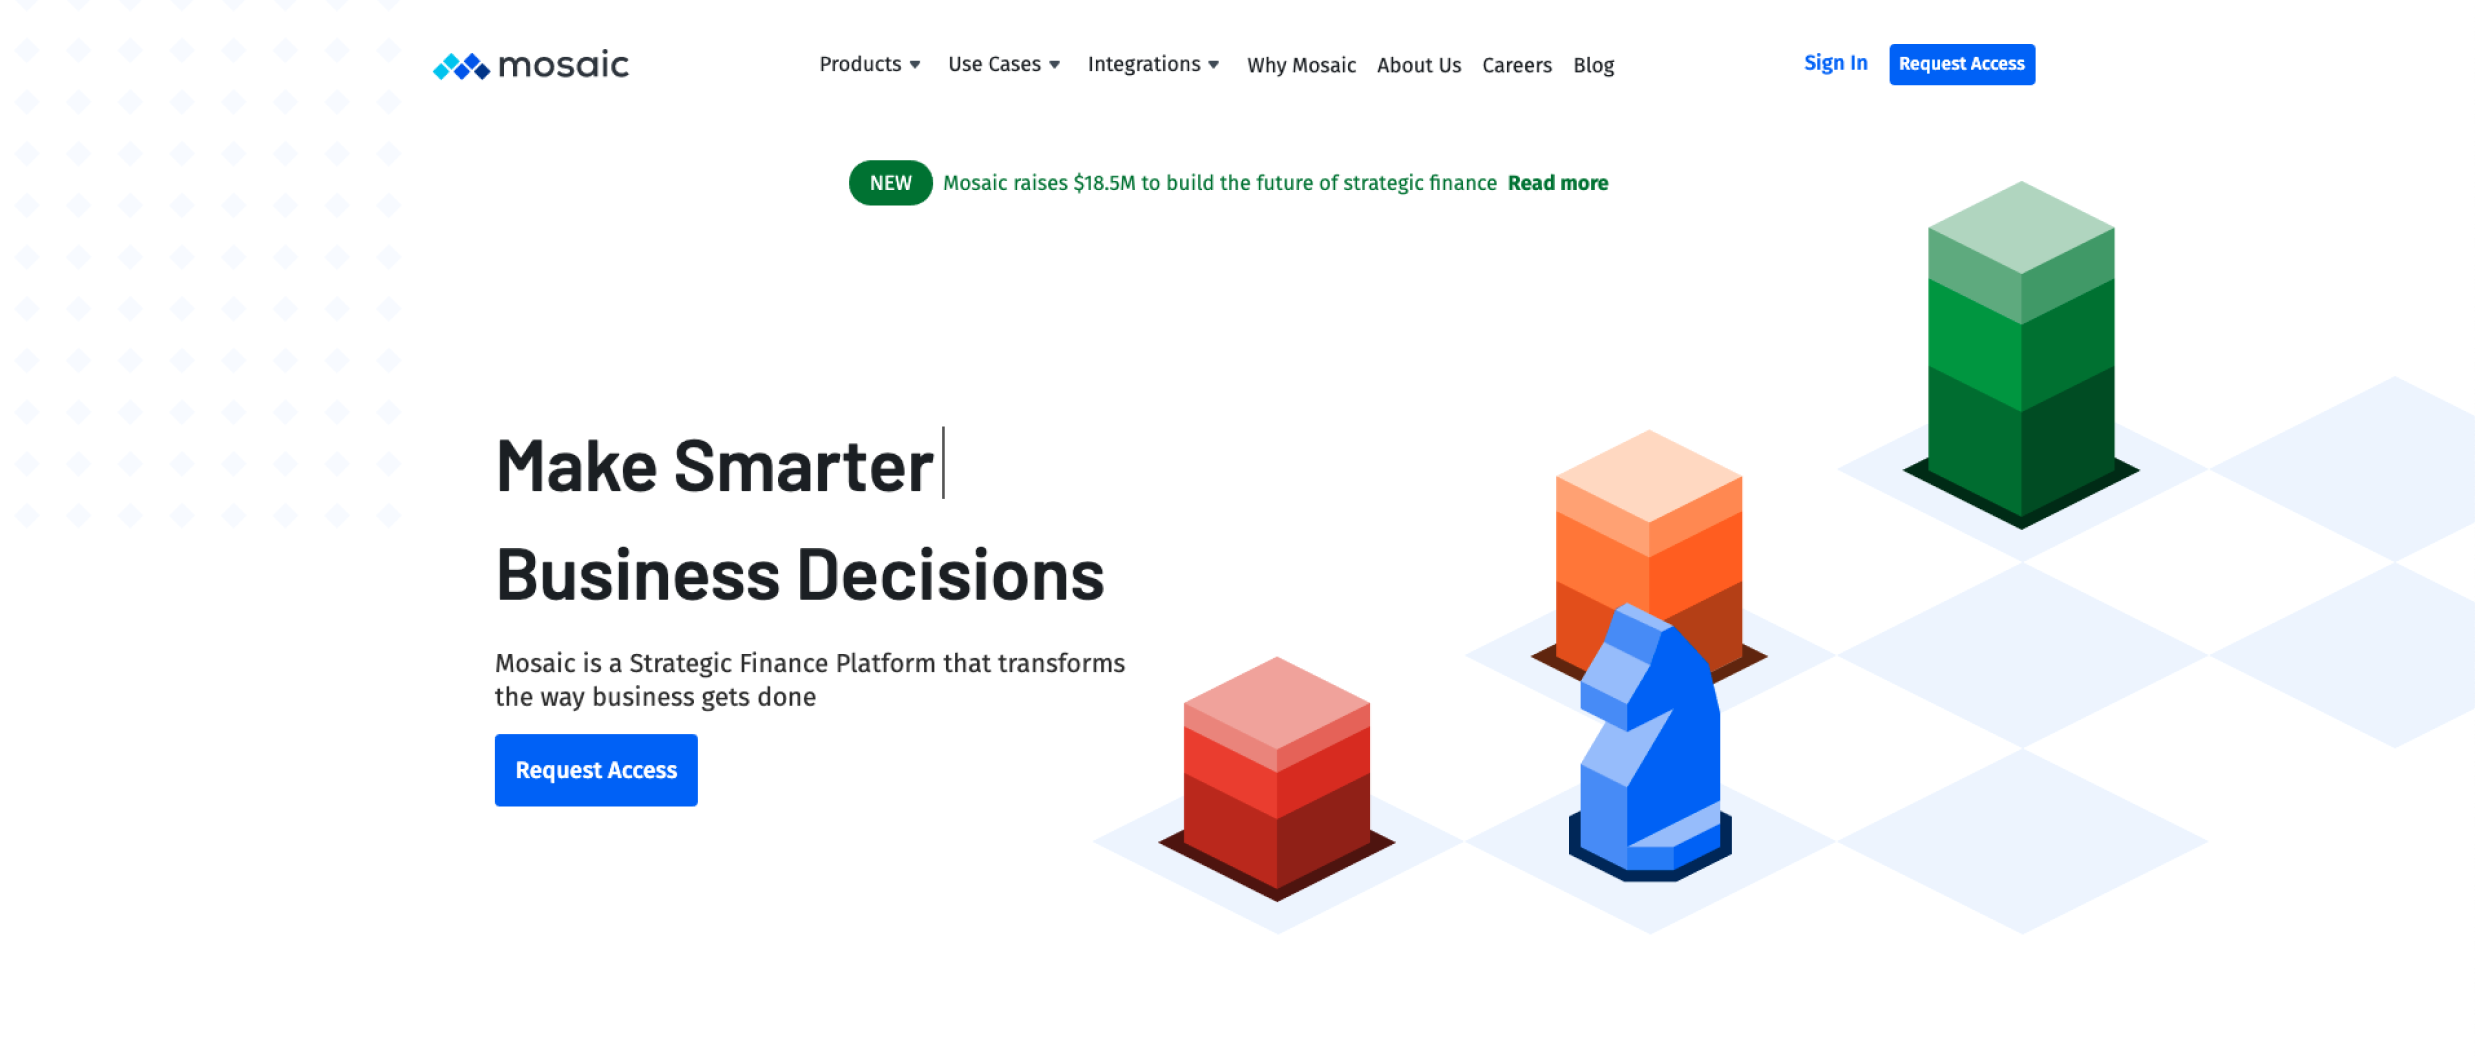 mosaic
Products Use Cases Integrations Why Mosaic About Us Careers Blog Sign In Request Access
NEW Mosaic raises $18.5M to build the future of strategic finance Read more
Make Smarter
Business Decisions
Mosaic is a Strategic Finance Platform that transforms
the way business gets done
Request Access